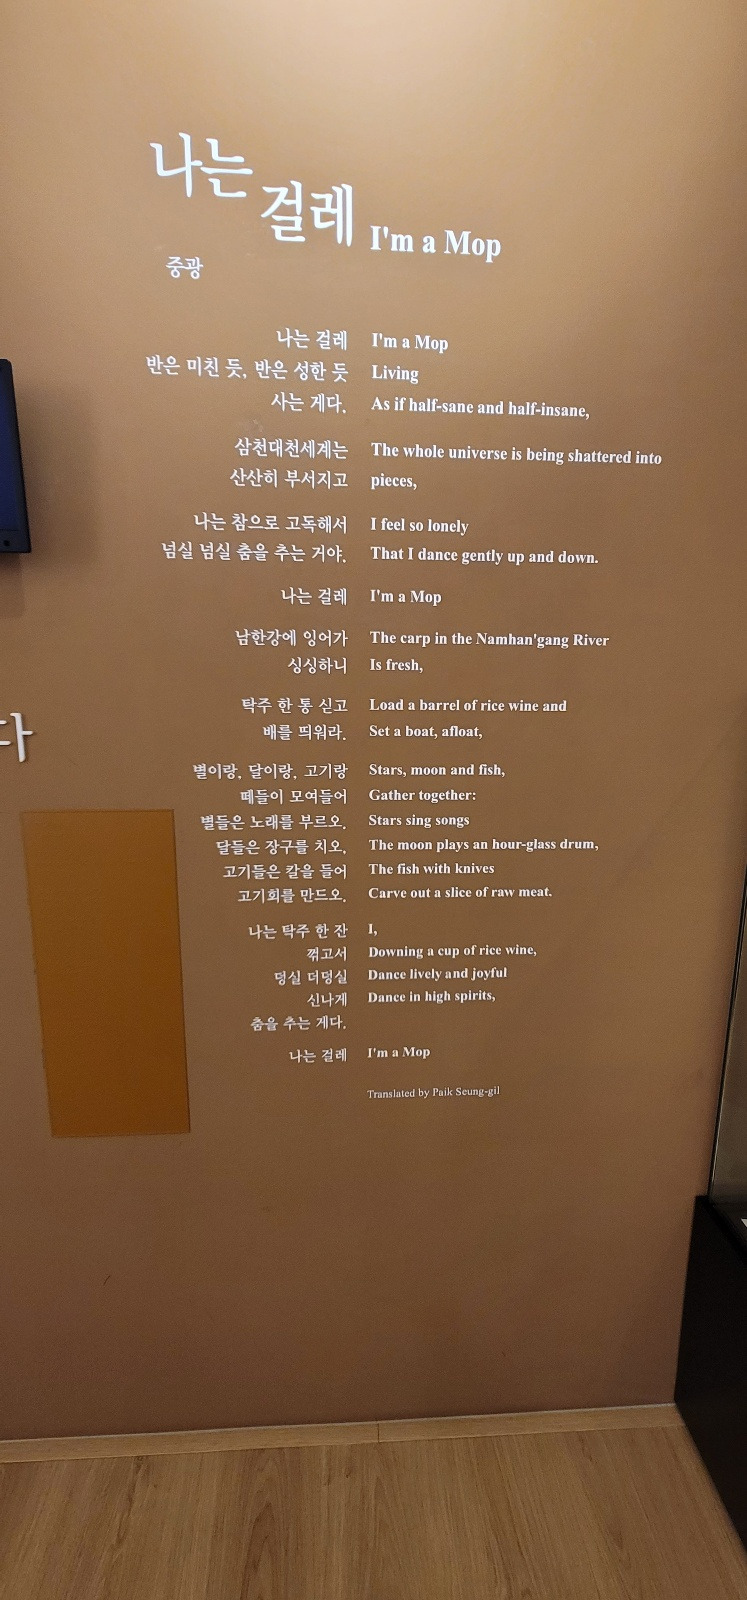 나는
걸레 I'm a Mop
중광
나는 걸레
반은 미친 듯, 반은 성한 듯
사는 게다.
삼천대천세계는
산산히 부서지고
나는 참으로 고독해서
넘실 넘실 춤을 추는 거야.
나는 걸레
남한강에 잉어가
싱싱하니
탁주 한 통 싣고
배를 띄워라.
별이랑, 달이랑, 고기랑
떼들이 모여들어
별들은 노래를 부르오.
달들은 장구를 치오.
고기들은 칼을 들어
고기회를 만드오.
나는 탁주 한 잔
꺾고서
덩실 더덩실
신나게
춤을 추는 게다.
나는 걸레
I'm a Mop
Living
As if half-sane and half-insane,
The whole universe is being shattered into
pieces,
I feel so lonely
That I dance gently up and down.
I'm a Mop
The carp in the Namhan'gang River
Is fresh,
Load a barrel of rice wine and
Set a boat, afloat,
Stars, moon and fish,
Gather together:
Stars sing songs
The moon plays an hour-glass drum,
The fish with knives
Carve out a slice of raw meat.
I,
Downing a cup of rice wine,
Dance lively and joyful
Dance in high spirits,
I'm a Mop
Translated by Paik Seung-gil
다